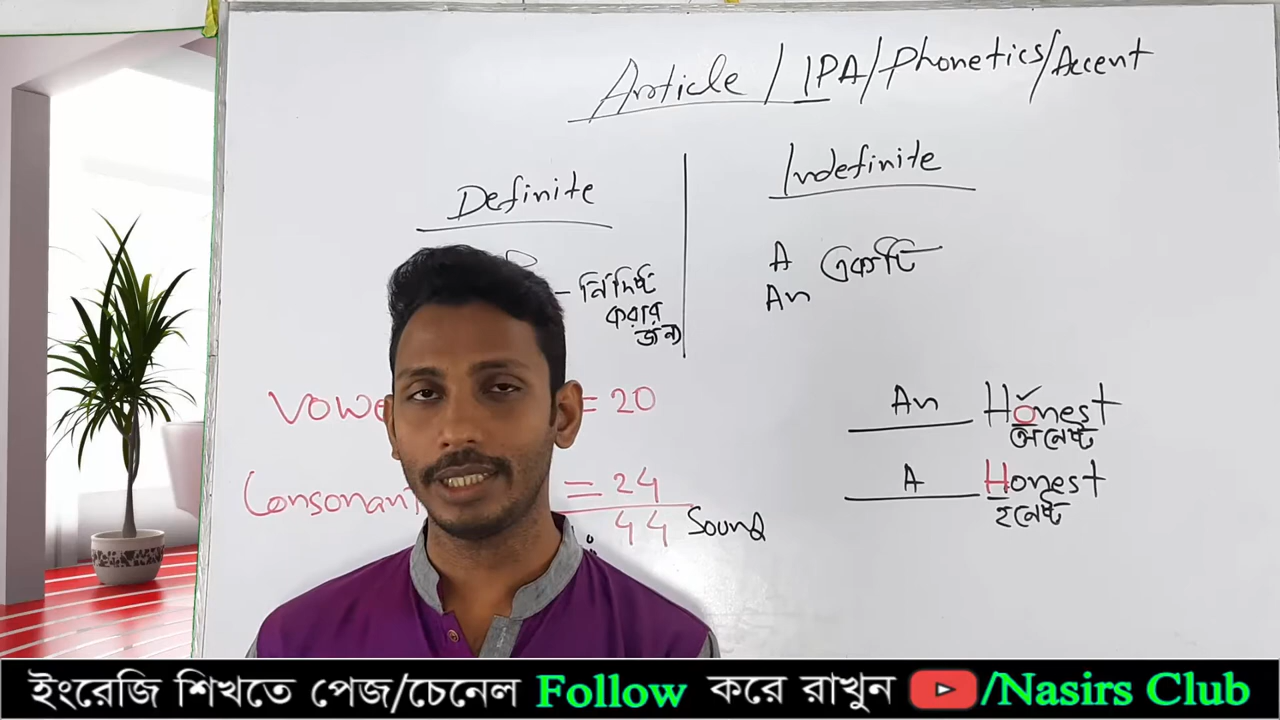 Article / IPA/Phonetics/Accent
Definite
Indefinite
– নির্দিষ্ট
করার
জন্য
A একটি
An
Vowe = 20
An Honest
অনেষ্ট
Consonant = 24
A Honest
হনেষ্ট
44 Sound
ইংরেজি শিখতে পেজ/চেনেল Follow করে রাখুন /Nasirs Club